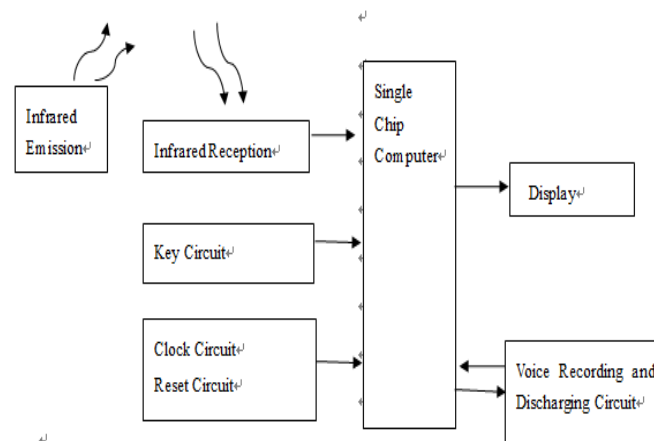 Infrared
Emission
Infrared Reception
Single
Chip
Computer
Display
Key Circuit
Clock Circuit
Reset Circuit
Voice Recording and
Discharging Circuit